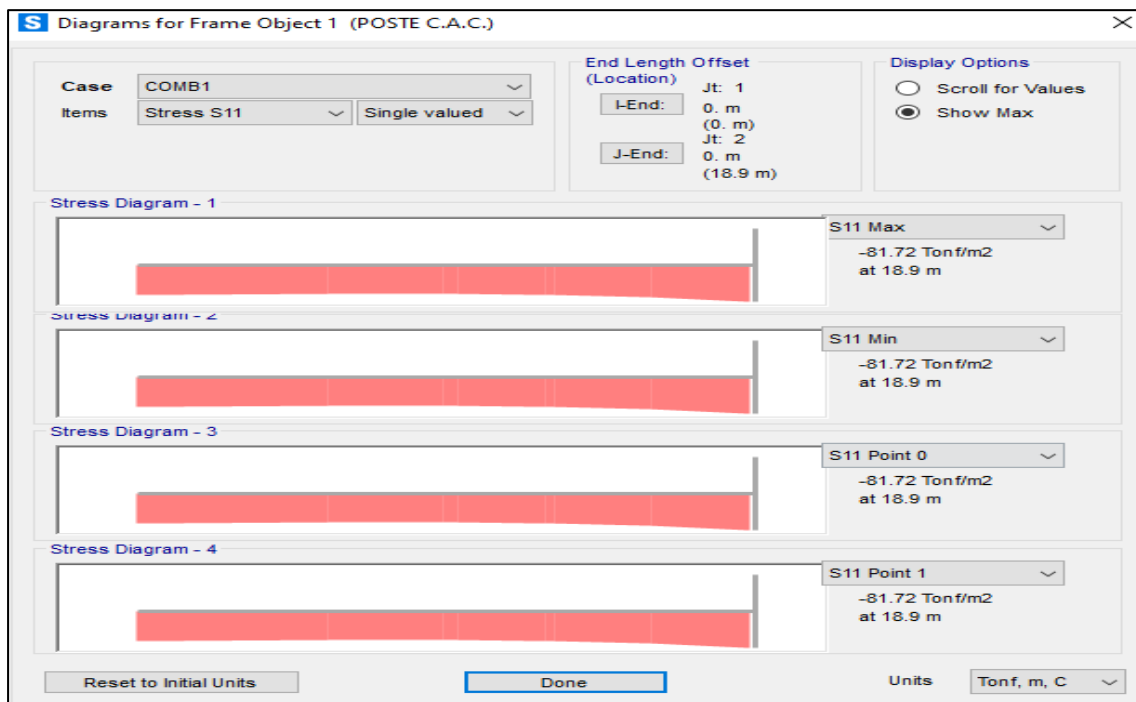 S Diagrams for Frame Object 1 (POSTE C.A.C.)
Case COMB1
Items Stress S11 Single valued
End Length Offset
(Location)
Jt: 1
I-End: 0. m
(0. m)
Jt: 2
J-End: 0. m
(18.9 m)
Display Options
Scroll for Values
Show Max
Stress Diagram - 1
S11 Max
-81.72 Tonf/m2
at 18.9 m
Stress Diagram - 2
S11 Min
-81.72 Tonf/m2
at 18.9 m
Stress Diagram - 3
S11 Point 0
-81.72 Tonf/m2
at 18.9 m
Stress Diagram - 4
S11 Point 1
-81.72 Tonf/m2
at 18.9 m
Reset to Initial Units
Done
Units Tonf, m, C